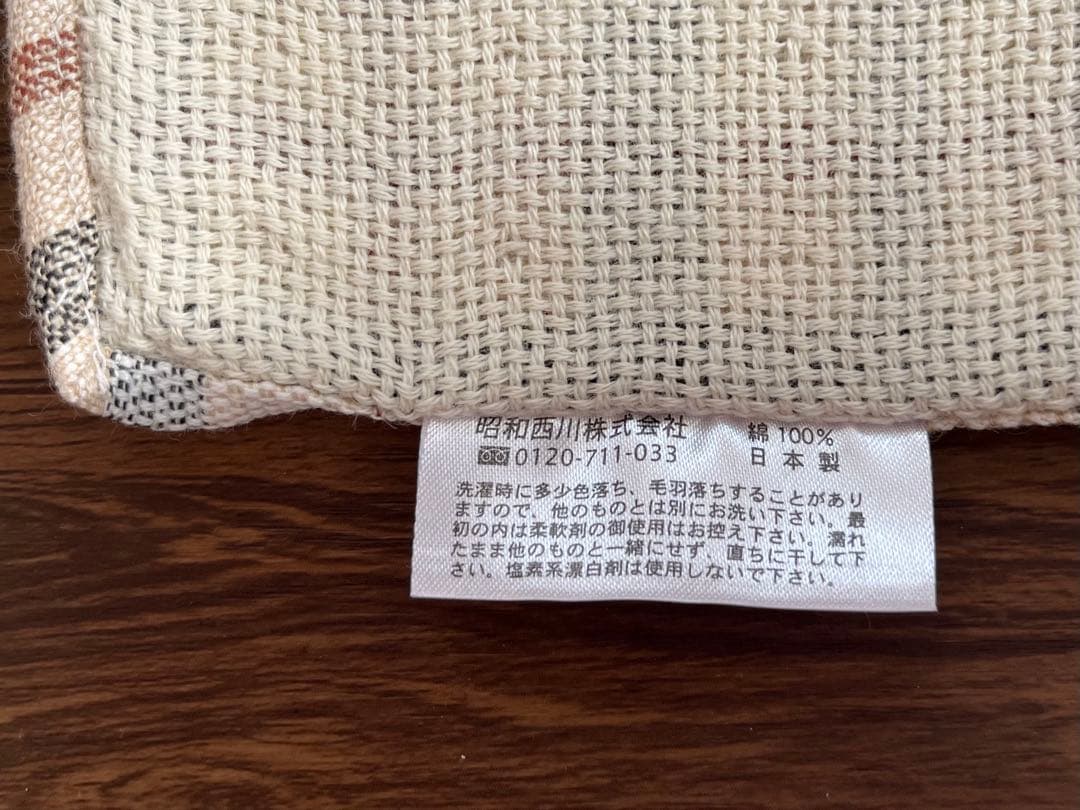 昭和西川株式会社 綿 100%
0120-711-033 日本製
洗濯時に多少色落ち、毛羽落ちすることがあり
ますので、他のものとは別にお洗い下さい。最
初の内は柔軟剤の御使用はお控え下さい。濡れ
たまま他のものと一緒にせず、直ちに干して下
さい。塩素系漂白剤は使用しないで下さい。